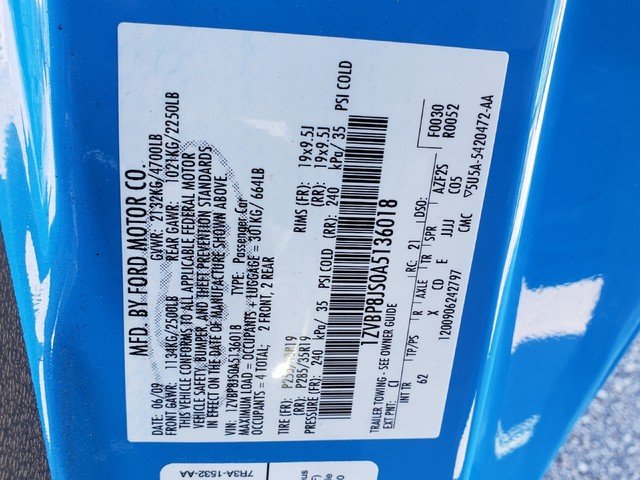 MFD. BY FORD MOTOR CO.
DATE: 06/09 GVWR: 2132KG/4700LB
FRONT GAWR: 1134KG/2500LB REAR GAWR: 1021KG/2250LB
THIS VEHICLE CONFORMS TO ALL APPLICABLE FEDERAL MOTOR
VEHICLE SAFETY, BUMPER, AND THEFT PREVENTION STANDARDS
IN EFFECT ON THE DATE OF MANUFACTURE SHOWN ABOVE.
VIN: 1ZVBP8JS0A5136018 TYPE: Passenger Car
MAXIMUM LOAD = OCCUPANTS + LUGGAGE = 301KG/ 664LB
OCCUPANTS = 4 TOTAL: 2 FRONT, 2 REAR
TIRE (FR): RIMS (FR): 19x9.5J
(RR): P285/35R19 (RR): 19x9.5J
PSI COLD (FR): 240 kPa/ 35 PSI COLD (RR): 240 kPa/ 35 PSI COLD
1ZVBP8JS0A5136018
TRAILER TOWING - SEE OWNER GUIDE
F0030
R0052
EXT PNT: CI RC: 21 DSO: AZF2S
INT TR TP/PS R AXLE TR SPR C05
62 X CD E JJJJ
1200906242797 CMC ▽5U5A-5420472-AA
7R3A-1532-AA